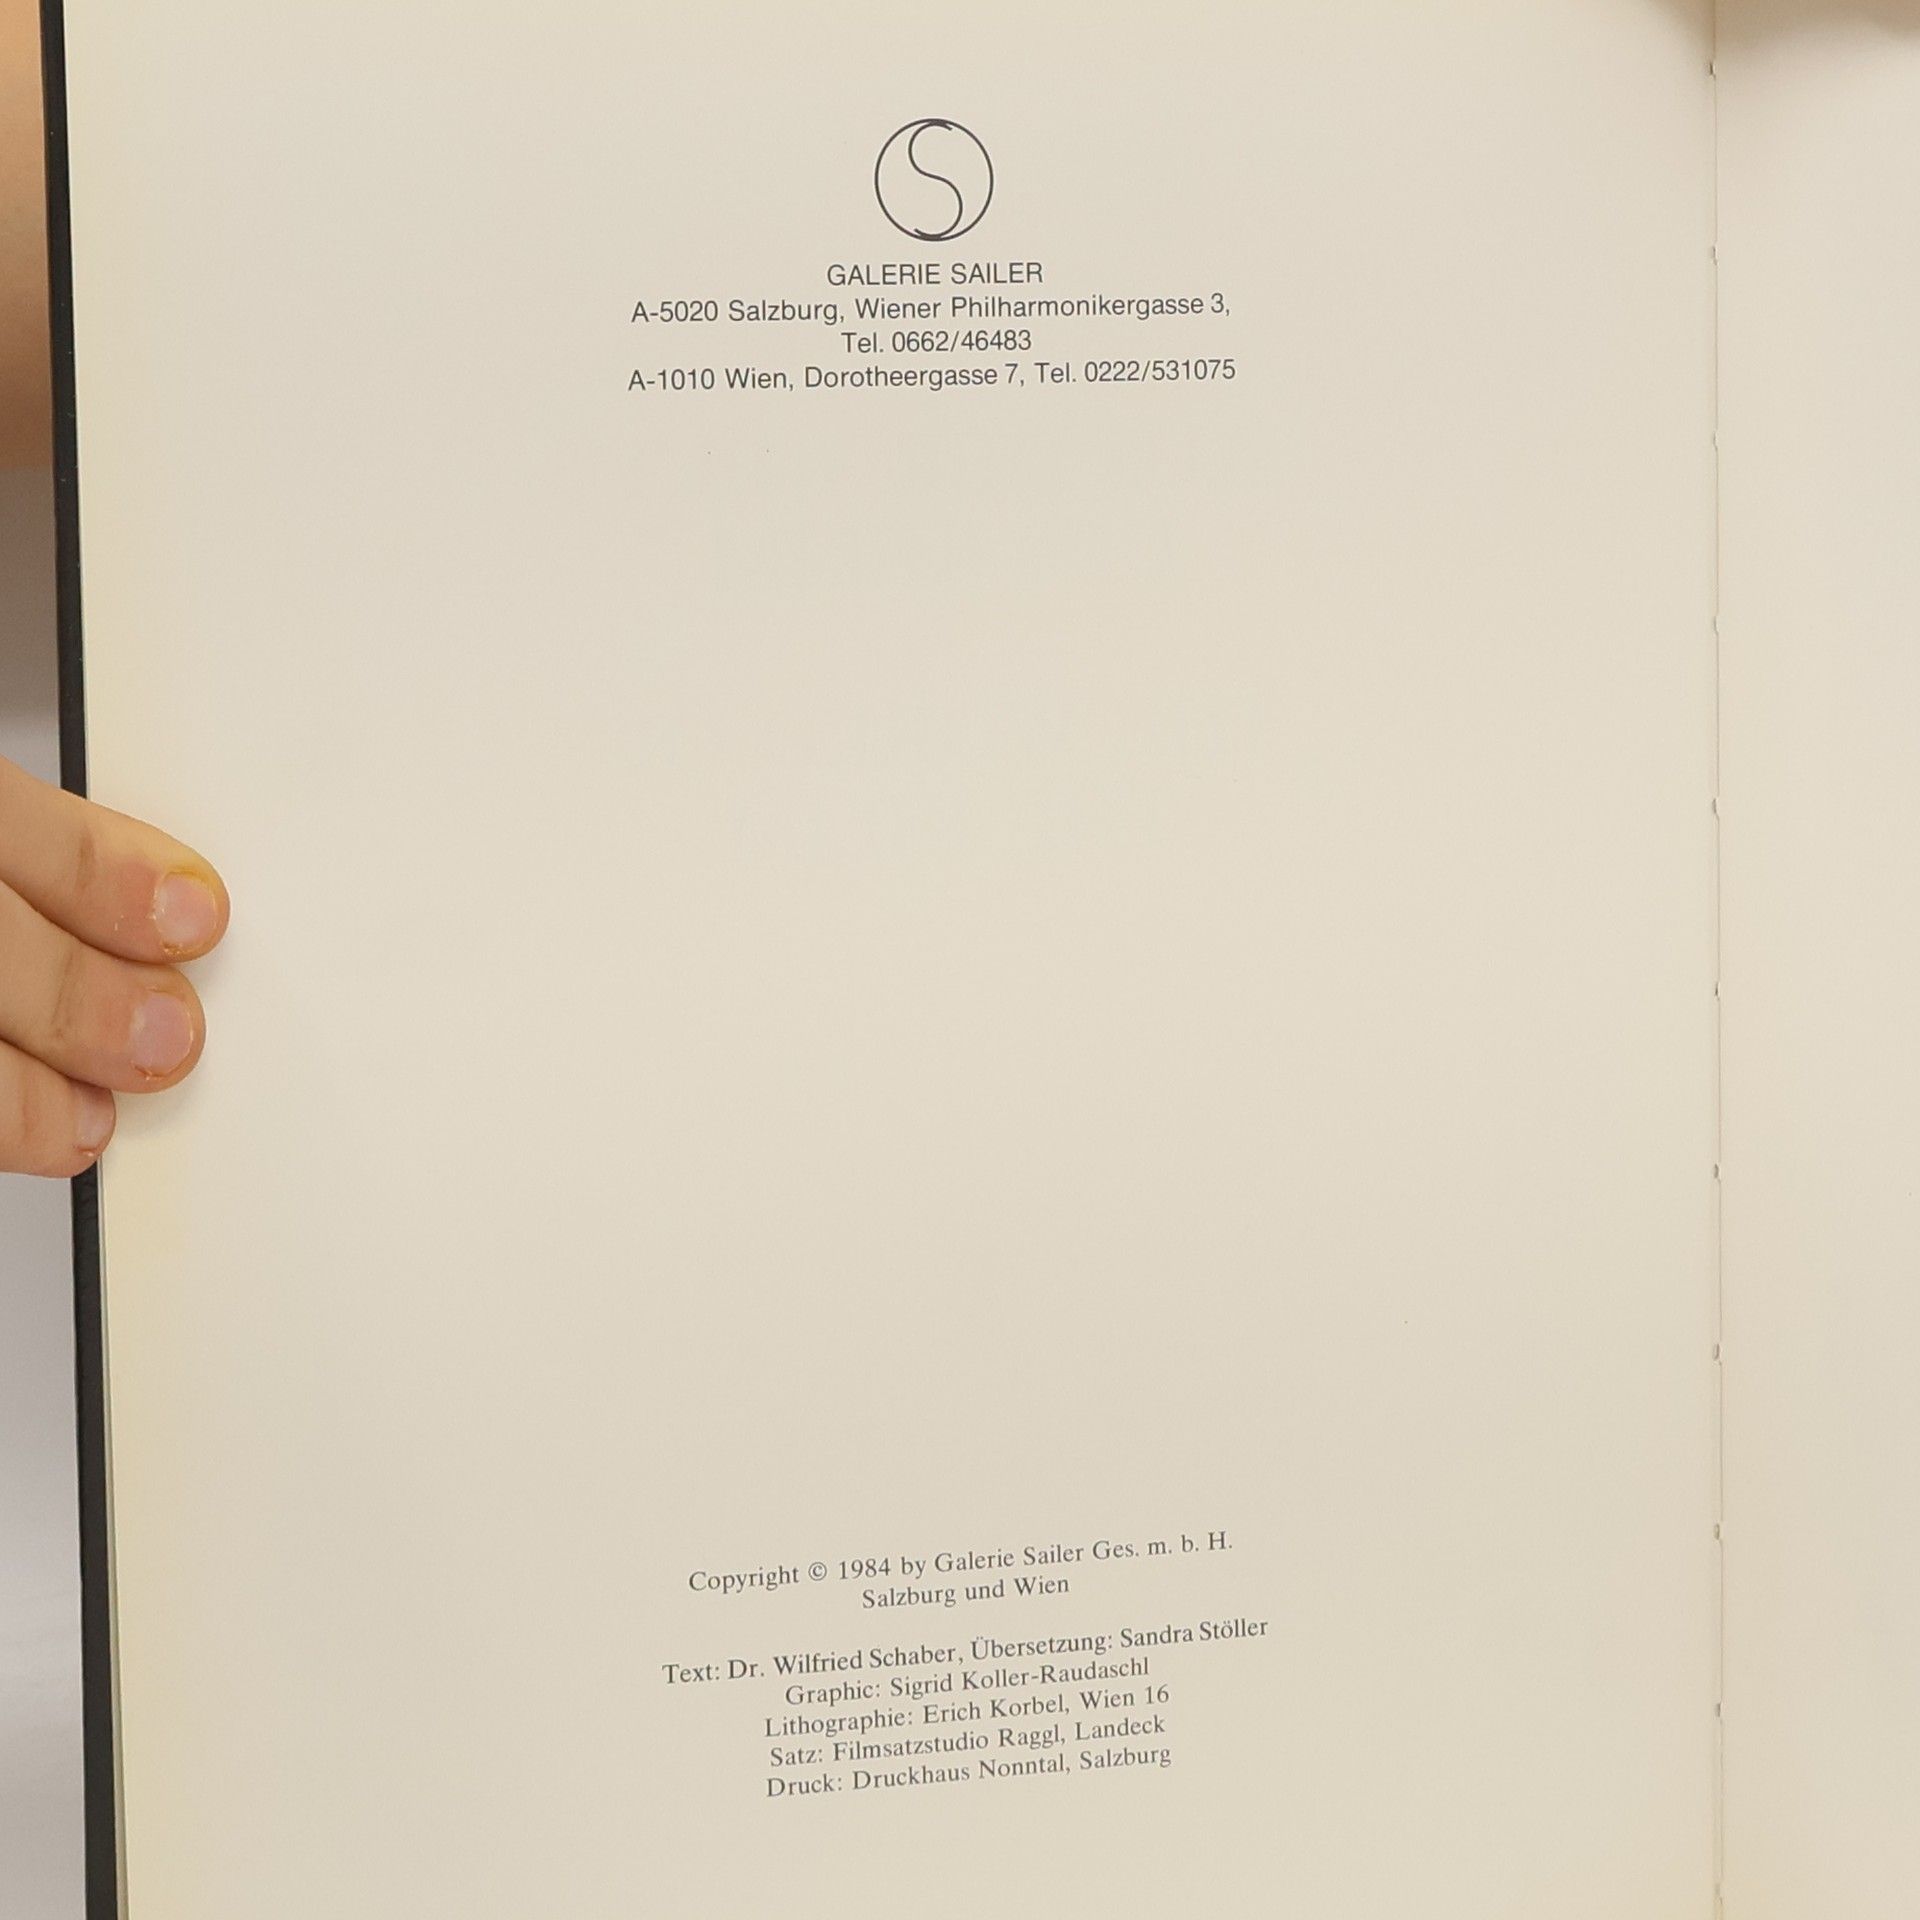 S
GALERIE SAILER
A-5020 Salzburg, Wiener Philharmonikergasse 3,
Tel. 0662/46483
A-1010 Wien, Dorotheergasse 7, Tel. 0222/531075
Copyright © 1984 by Galerie Sailer Ges. m. b. H.
Salzburg und Wien
Text: Dr. Wilfried Schaber, Übersetzung: Sandra Stöller
Graphic: Sigrid Koller-Raudaschl
Lithographie: Erich Korbel, Wien 16
Satz: Filmsatzstudio Raggl, Landeck
Druck: Druckhaus Nonntal, Salzburg